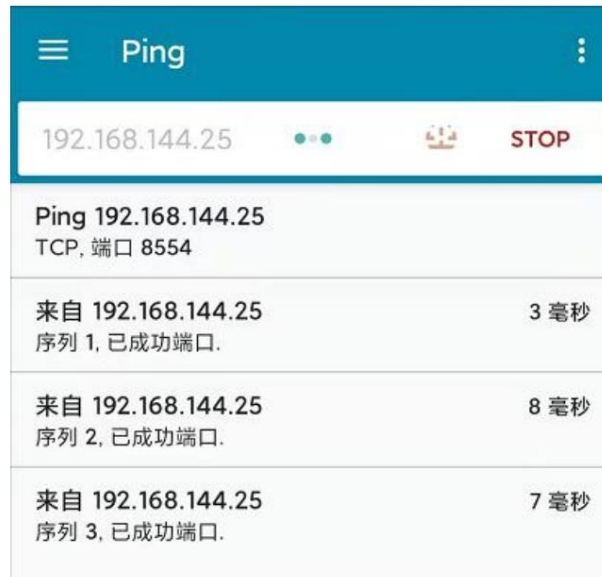 Ping
192.168.144.25
STOP
Ping 192.168.144.25
TCP, 端口 8554
来自 192.168.144.25
3 毫秒
序列 1, 已成功端口.
来自 192.168.144.25
8 毫秒
序列 2, 已成功端口.
来自 192.168.144.25
7 毫秒
序列 3, 已成功端口.